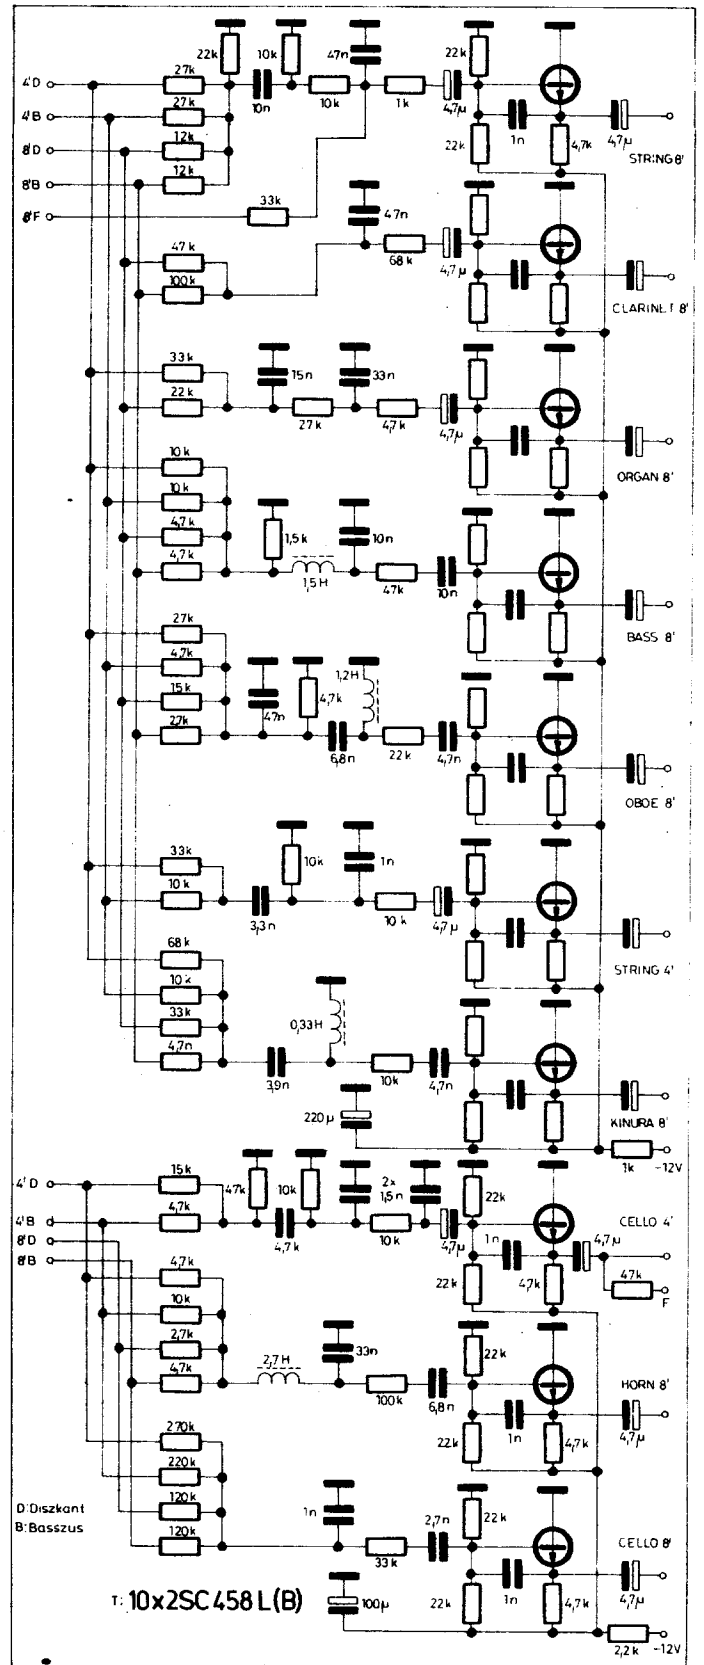 22k
10k
47n
22k
4'D
27k
10n
10k
1k
4,7µ
4'B
27k
1n
4,7µ
8'D
12k
22k
4,7k
STRING 8'
8'B
12k
8'F
33k
47n
47k
68k
4,7µ
100k
CLARINET 8'
33k
15n
33n
22k
27k
4,7k
4,7µ
ORGAN 8'
10k
10k
4,7k
1,5k
10n
4,7k
1,5H
47k
10n
BASS 8'
27k
4,7k
1,2H
15k
47n
4,7k
2,7k
6,8n
22k
4,7n
OBOE 8'
33k
10k
1n
10k
3,3n
10k
4,7µ
STRING 4'
68k
10k
0,33H
33k
4,7n
3,9n
10k
4,7n
220µ
KINURA 8'
1k
-12V
4'D
15k
47k
10k
2x
1,5n
22k
4'B
4,7k
4,7k
10k
4,7µ
CELLO 4'
8'D
1n
4,7µ
8'B
4,7k
22k
4,7k
47k
F
10k
2,7k
33n
22k
4,7k
2,7H
100k
6,8n
HORN 8'
1n
4,7µ
270k
22k
4,7k
220k
D:Diszkant
120k
1n
2,7n
22k
B:Basszus
120k
33k
CELLO 8'
1n
4,7µ
T: 10x2SC458L(B)
100µ
22k
4,7k
2,2k
-12V